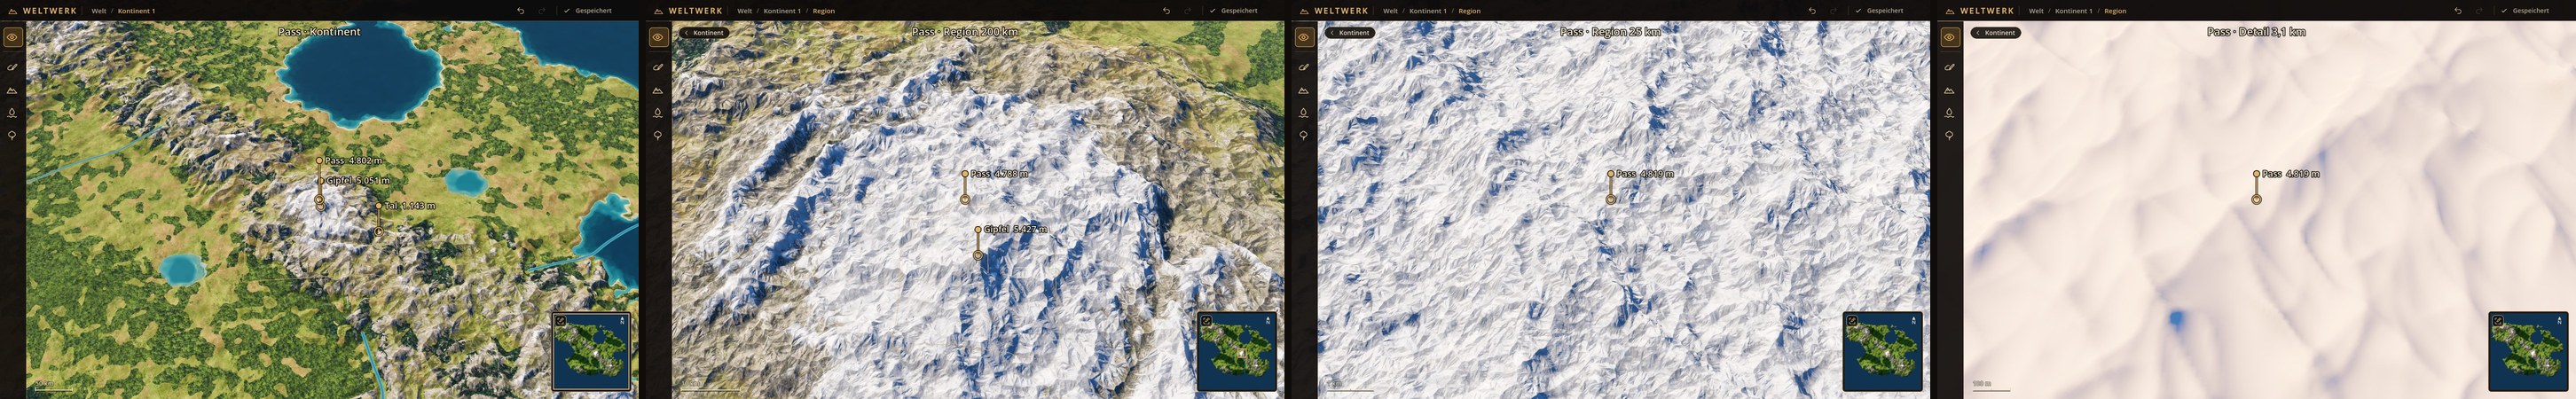 WELTWERK Welt / Kontinent 1 Gespeichert
Pass · Kontinent
Pass 4.802 m
Gipfel 5.051 m
Tal 1.143 m
N
WELTWERK Welt / Kontinent 1 / Region Gespeichert
Kontinent
Pass · Region 200 km
Pass 4.788 m
Gipfel 5.427 m
N
WELTWERK Welt / Kontinent 1 / Region Gespeichert
Kontinent
Pass · Region 25 km
Pass 4.819 m
N
WELTWERK Welt / Kontinent 1 / Region Gespeichert
Kontinent
Pass · Detail 3,1 km
Pass 4.819 m
100 m
N